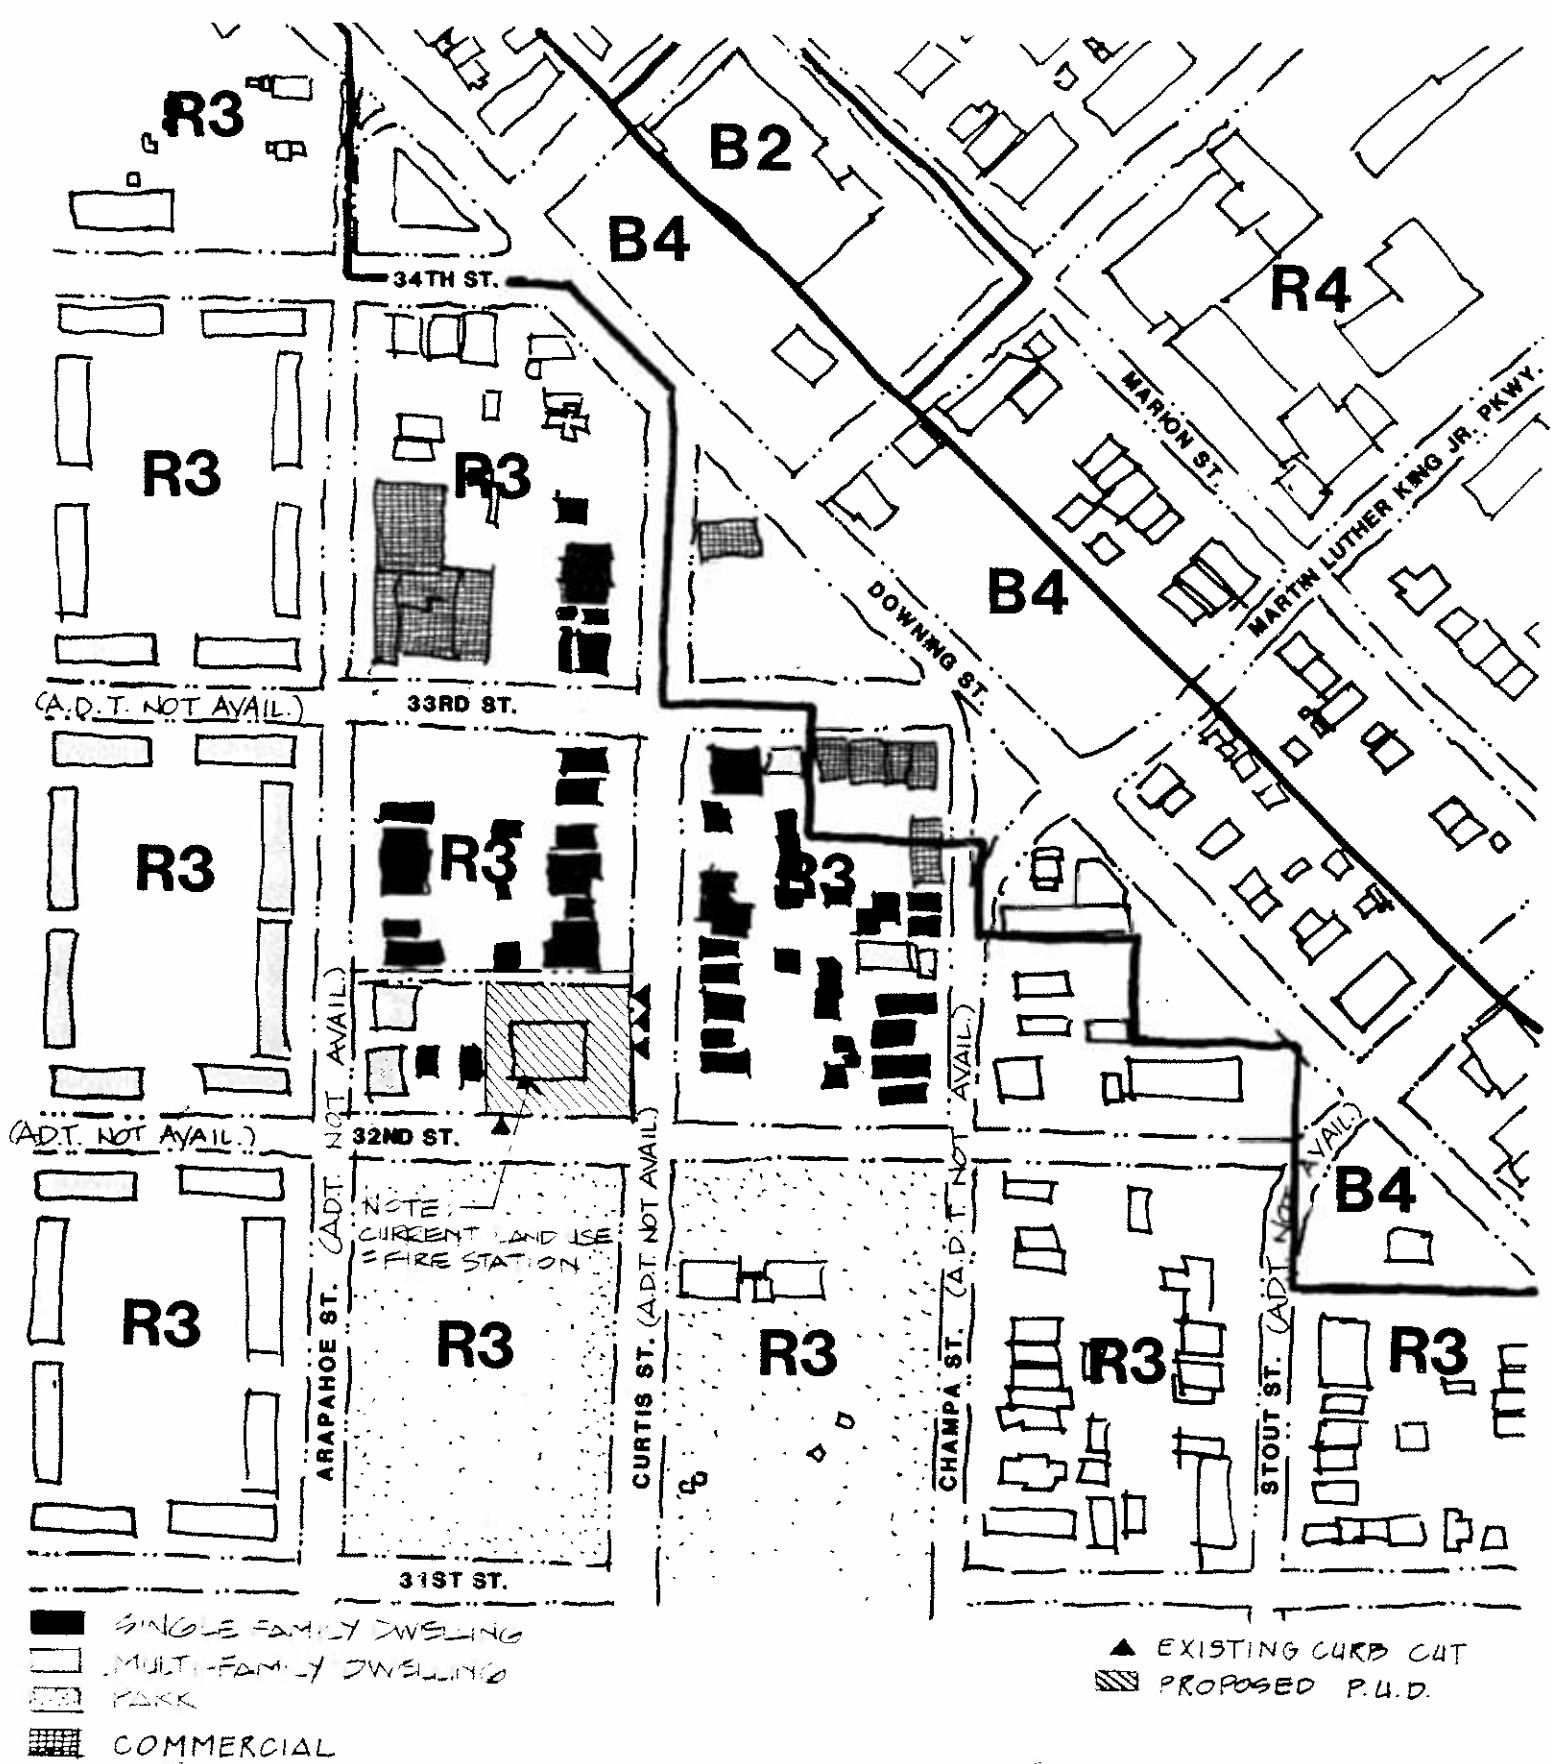 R3
B2
B4
R4
34TH ST.
MARION ST.
MARTIN LUTHER KING JR. PKWY.
R3
R3
B4
DOWNING ST.
(A.D.T. NOT AVAIL.)
33RD ST.
R3
R3
R3
(A.D.T. NOT AVAIL.)
32ND ST.
NOTE:
CURRENT LAND USE
= FIRE STATION
B4
R3
R3
R3
R3
R3
ARAPAHOE ST. (A.D.T. NOT AVAIL.)
CURTIS ST. (A.D.T. NOT AVAIL.)
CHAMPA ST. (A.D.T. NOT AVAIL.)
STOUT ST. (A.D.T. NOT AVAIL.)
31ST ST.
SINGLE FAMILY DWELLING
MULTI-FAMILY DWELLING
PARK
COMMERCIAL
EXISTING CURB CUT
PROPOSED P.U.D.